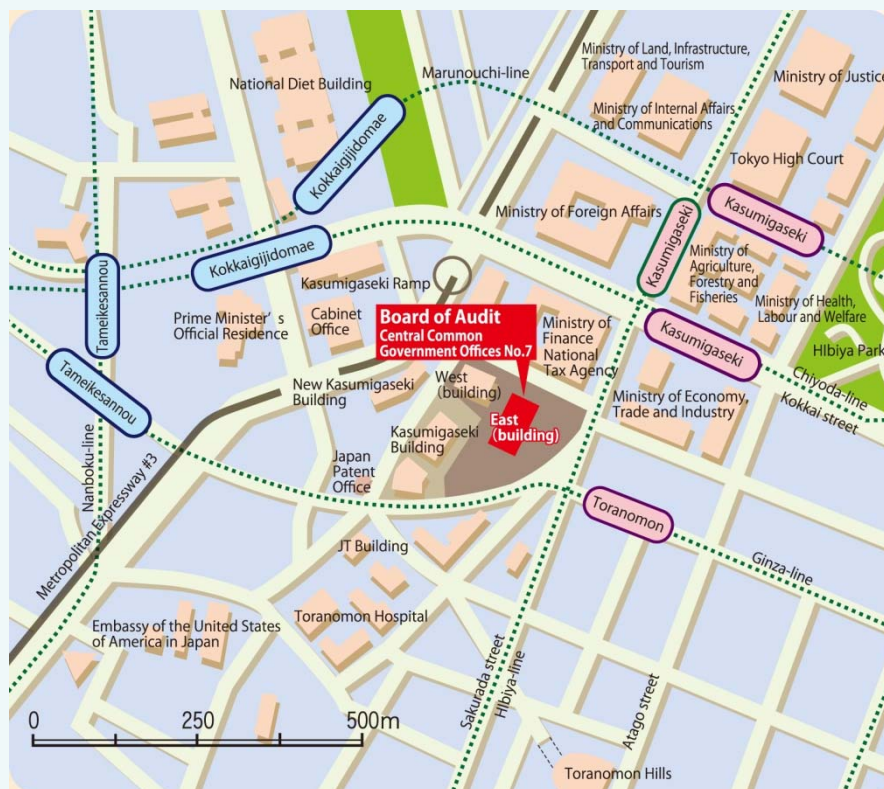 Ministry of Land, Infrastructure,
Transport and Tourism
Marunouchi-line
Ministry of Justice
National Diet Building
Ministry of Internal Affairs
and Communications
Tokyo High Court
Kokkaigijidomae
Kasumigaseki
Ministry of Foreign Affairs
Kasumigaseki
Kokkaigijidomae
Ministry of
Agriculture,
Forestry and
Fisheries
Kasumigaseki Ramp
Tameikesannou
Ministry of Health,
Labour and Welfare
Prime Minister’s
Official Residence
Cabinet
Office
Board of Audit
Central Common
Government Offices No.7
Ministry of
Finance
National
Tax Agency
Kasumigaseki
HIbiya Park
Chiyoda-line
Kokkai street
Tameikesannou
New Kasumigaseki
Building
West
(building)
East
(building)
Ministry of Economy,
Trade and Industry
Kasumigaseki
Building
Japan
Patent
Office
Nanboku-line
Metropolitan Expressway #3
Toranomon
JT Building
Ginza-line
Embassy of the United States
of America in Japan
Toranomon Hospital
Sakurada street
HIbiya-line
Atago street
0 250 500m
Toranomon Hills